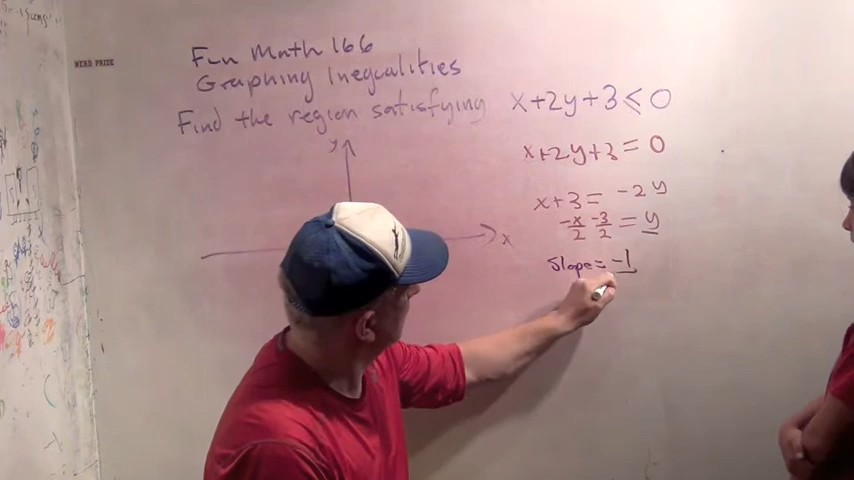 NERD PRIZE
Fun Math 166
Graphing Inequalities
Find the region satisfying x+2y+3≤0
x+2y+3=0
x+3=-2y
-x/2 -3/2 = y
Slope = -1
y
x